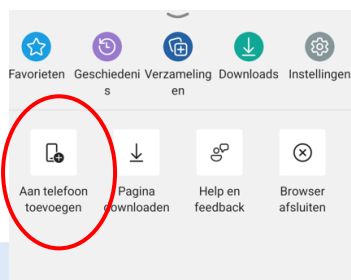 Favorieten Geschiedeni Verzameling Downloads Instellingen
s en
Aan telefoon Pagina Help en Browser
toevoegen downloaden feedback afsluiten